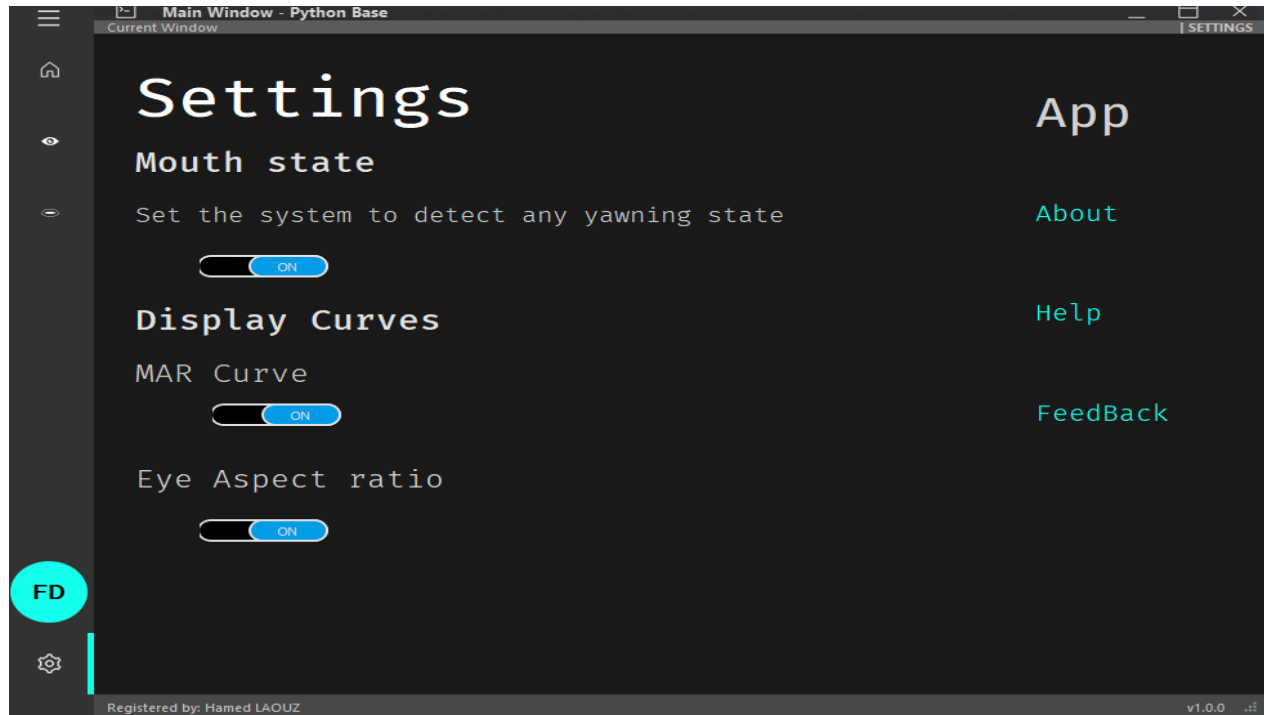 Main Window - Python Base
Current Window
| SETTINGS
Settings
Mouth state
Set the system to detect any yawning state
ON
Display Curves
MAR Curve
ON
Eye Aspect ratio
ON
App
About
Help
FeedBack
FD
Registered by: Hamed LAOUZ
v1.0.0